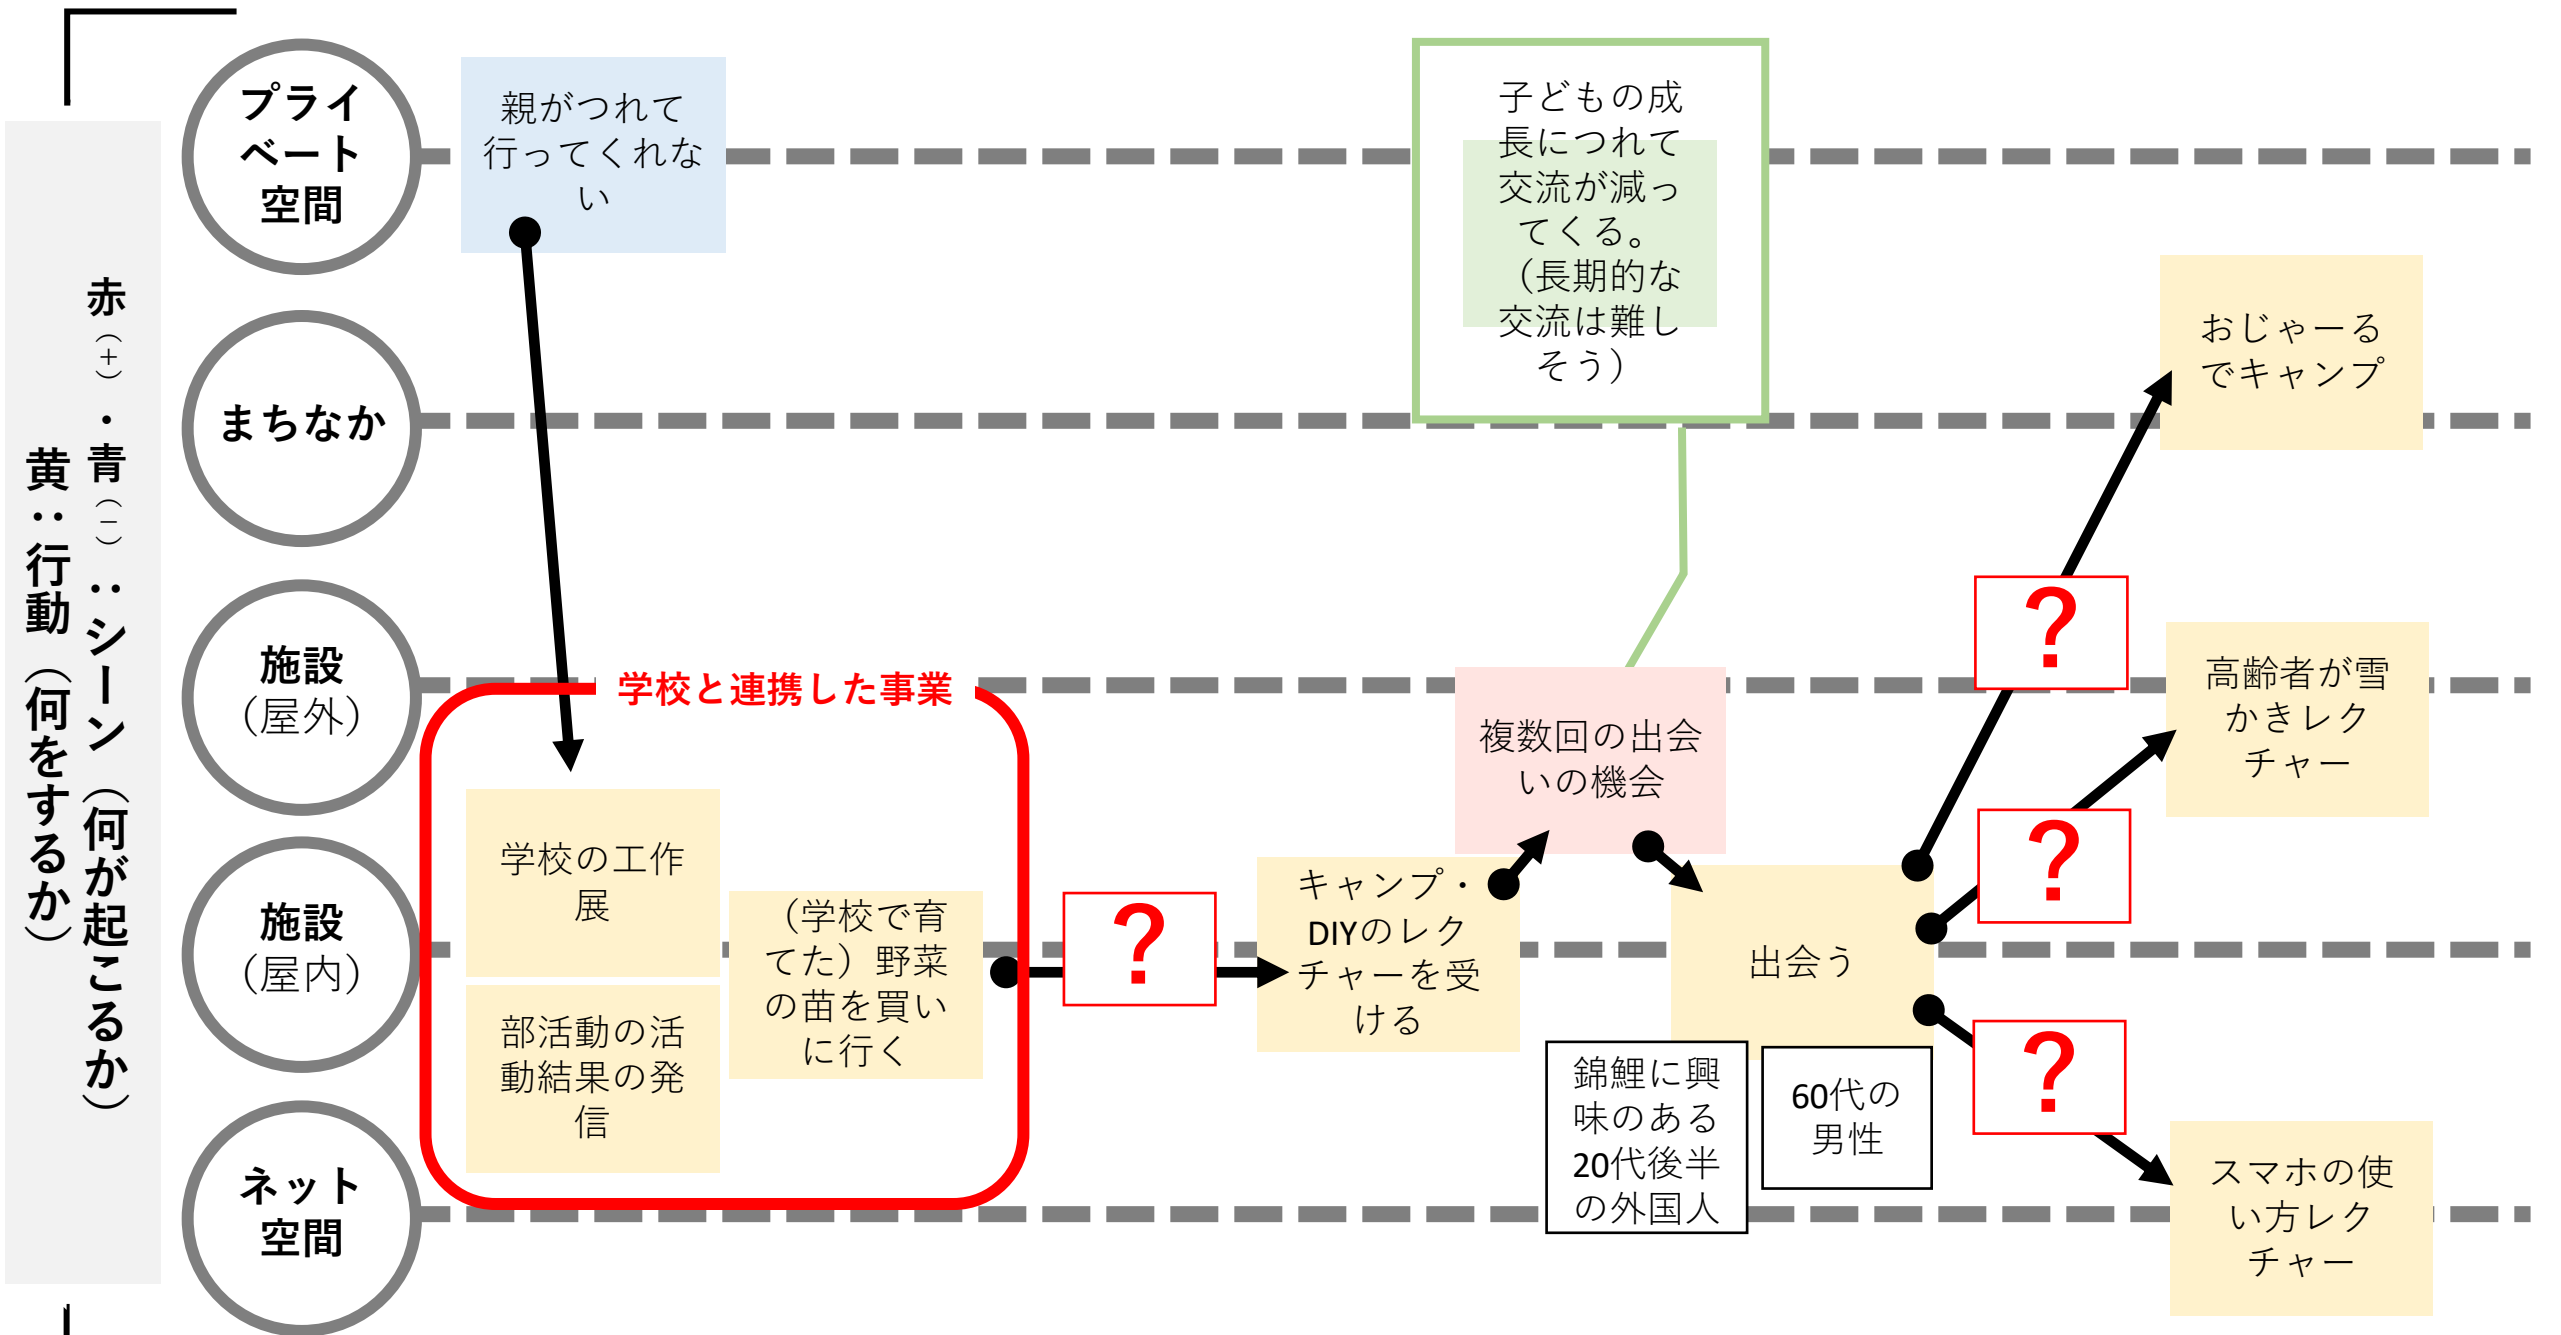 赤（+）・青（−）：シーン（何が起こるか）
黄：行動（何をするか）
プライ
ベート
空間
まちなか
施設
（屋外）
施設
（屋内）
ネット
空間
親がつれて
行ってくれな
い
学校と連携した事業
学校の工作
展
部活動の活
動結果の発
信
（学校で育
てた）野菜
の苗を買い
に行く
？
キャンプ・
DIYのレク
チャーを受
ける
子どもの成
長につれて
交流が減っ
てくる。
（長期的な
交流は難し
そう）
複数回の出会
いの機会
出会う
錦鯉に興
味のある
20代後半
の外国人
60代の
男性
？
？
？
おじゃーる
でキャンプ
高齢者が雪
かきレク
チャー
スマホの使
い方レク
チャー